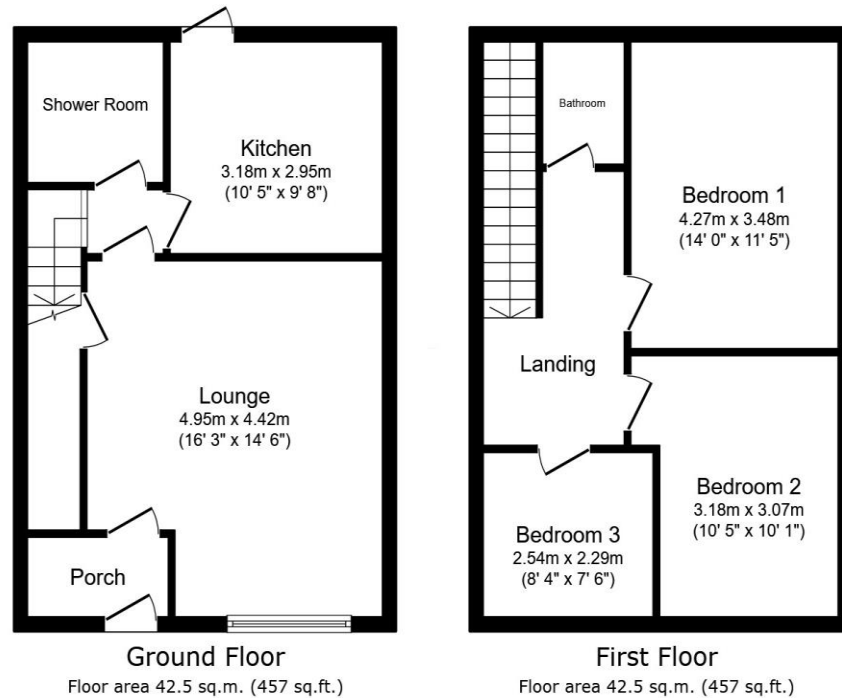 Shower Room
Kitchen
3.18m x 2.95m
(10' 5" x 9' 8")
Lounge
4.95m x 4.42m
(16' 3" x 14' 6")
Porch
Ground Floor
Floor area 42.5 sq.m. (457 sq.ft.)
Bathroom
Bedroom 1
4.27m x 3.48m
(14' 0" x 11' 5")
Landing
Bedroom 2
3.18m x 3.07m
(10' 5" x 10' 1")
Bedroom 3
2.54m x 2.29m
(8' 4" x 7' 6")
First Floor
Floor area 42.5 sq.m. (457 sq.ft.)